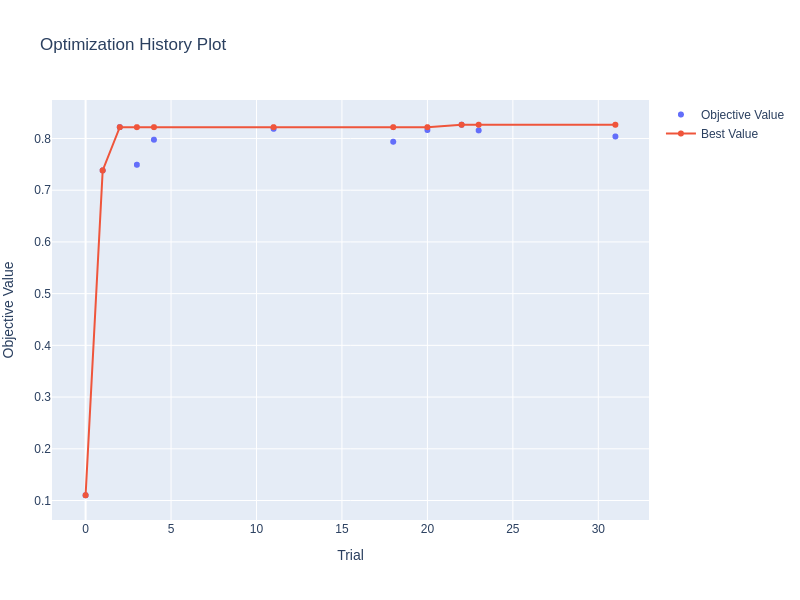 Optimization History Plot
Objective Value
Best Value
0.8
0.7
0.6
0.5
0.4
0.3
0.2
0.1
Objective Value
0 5 10 15 20 25 30
Trial